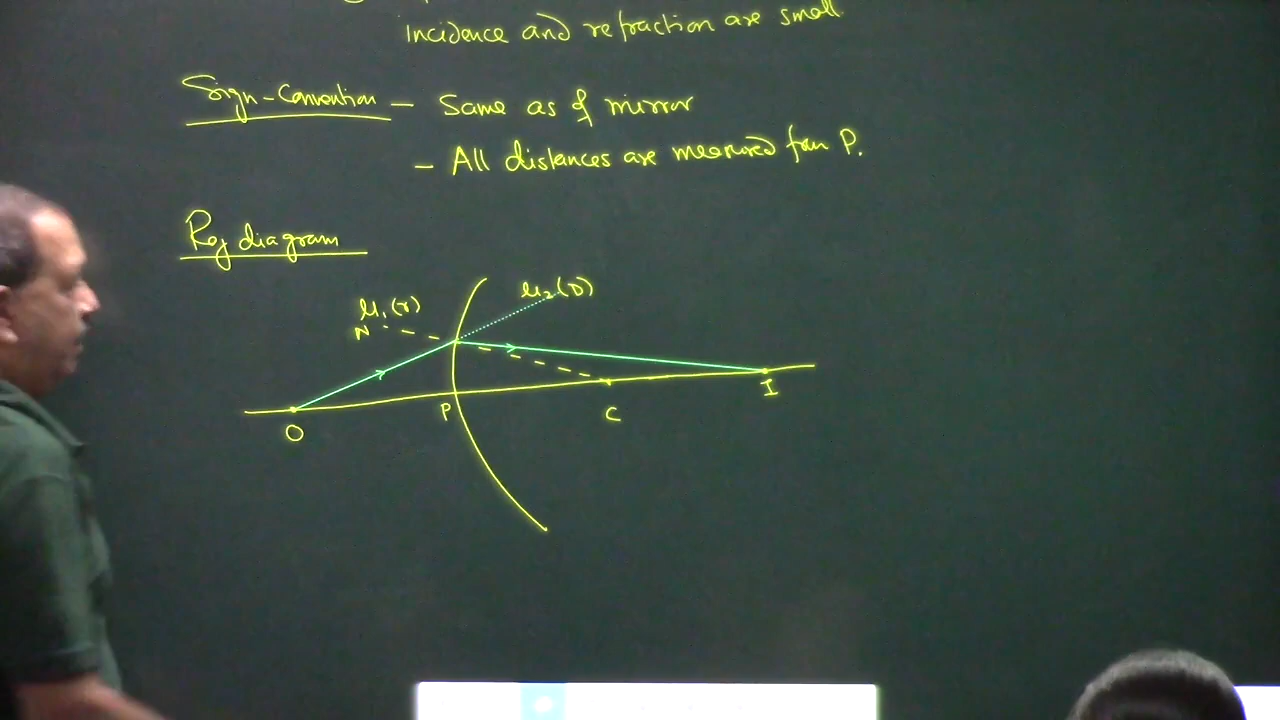 incidence and refraction are small
Sign-Convention – Same as of mirror
– All distances are measured from P.
Ray diagram
μ₁(r)
μ₂(D)
N
O
P
C
I